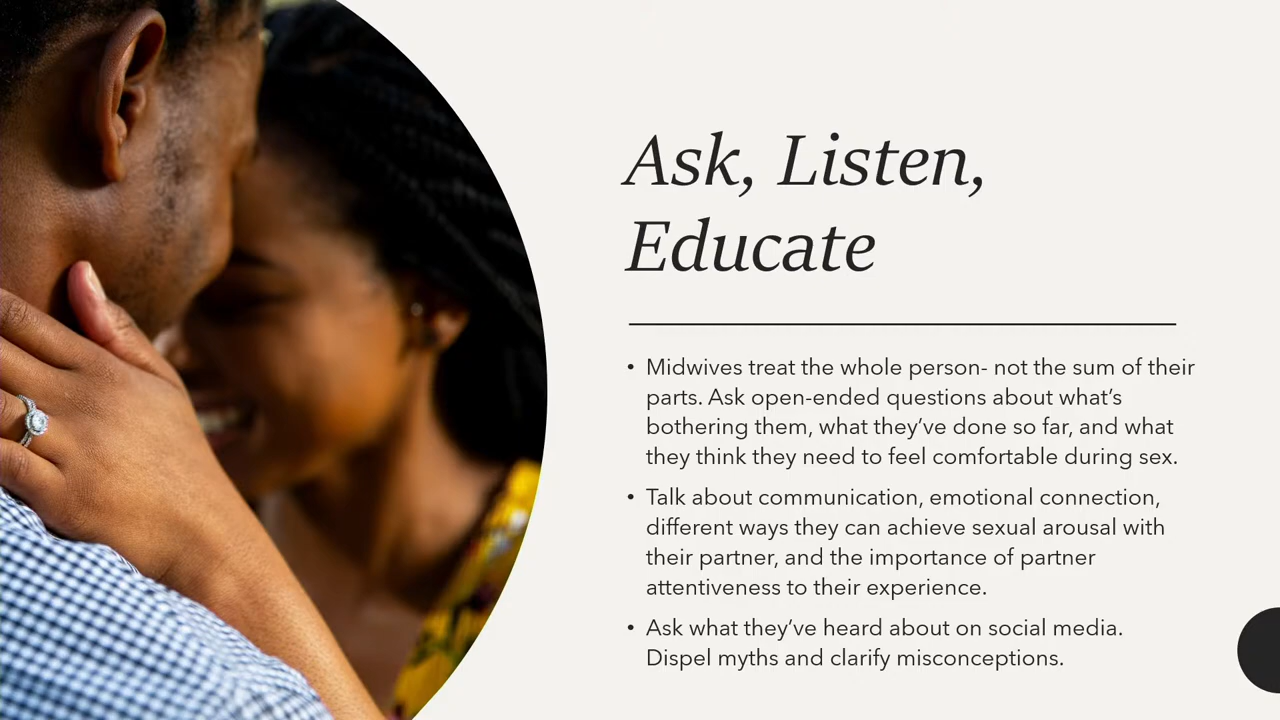 Ask, Listen,
Educate
• Midwives treat the whole person- not the sum of their
parts. Ask open-ended questions about what’s
bothering them, what they’ve done so far, and what
they think they need to feel comfortable during sex.
• Talk about communication, emotional connection,
different ways they can achieve sexual arousal with
their partner, and the importance of partner
attentiveness to their experience.
• Ask what they’ve heard about on social media.
Dispel myths and clarify misconceptions.